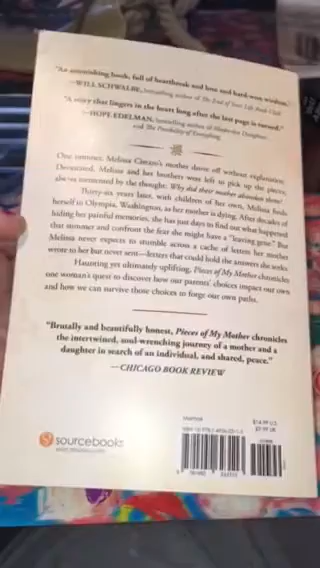 "An astonishing book, full of heartbreak and loss and hard-won wisdom."
—WILL SCHWALBE, bestselling author of The End of Your Life Book Club
"A story that lingers in the heart long after the last page is turned."
—HOPE EDELMAN, bestselling author of Motherless Daughters
and The Possibility of Everything
One summer, Melissa Cistaro's mother drove off without explanation.
Devastated, Melissa and her brothers were left to pick up the pieces,
always tormented by the thought: Why did their mother abandon them?
Thirty-six years later, with children of her own, Melissa finds
herself in Olympia, Washington, as her mother is dying. After decades of
hiding her painful memories, she has just days to find out what happened
that summer and confront the fear she might have a "leaving gene." But
Melissa never expects to stumble across a cache of letters her mother
wrote to her but never sent—letters that could hold the answers she seeks.
Haunting yet ultimately uplifting, Pieces of My Mother chronicles
one woman's quest to discover how our parents' choices impact our own
and how we can survive those choices to forge our own paths.
"Brutally and beautifully honest, Pieces of My Mother chronicles
the intertwined, soul-wrenching journey of a mother and a
daughter in search of an individual, and shared, peace."
—CHICAGO BOOK REVIEW
sourcebooks
$14.99 U.S.